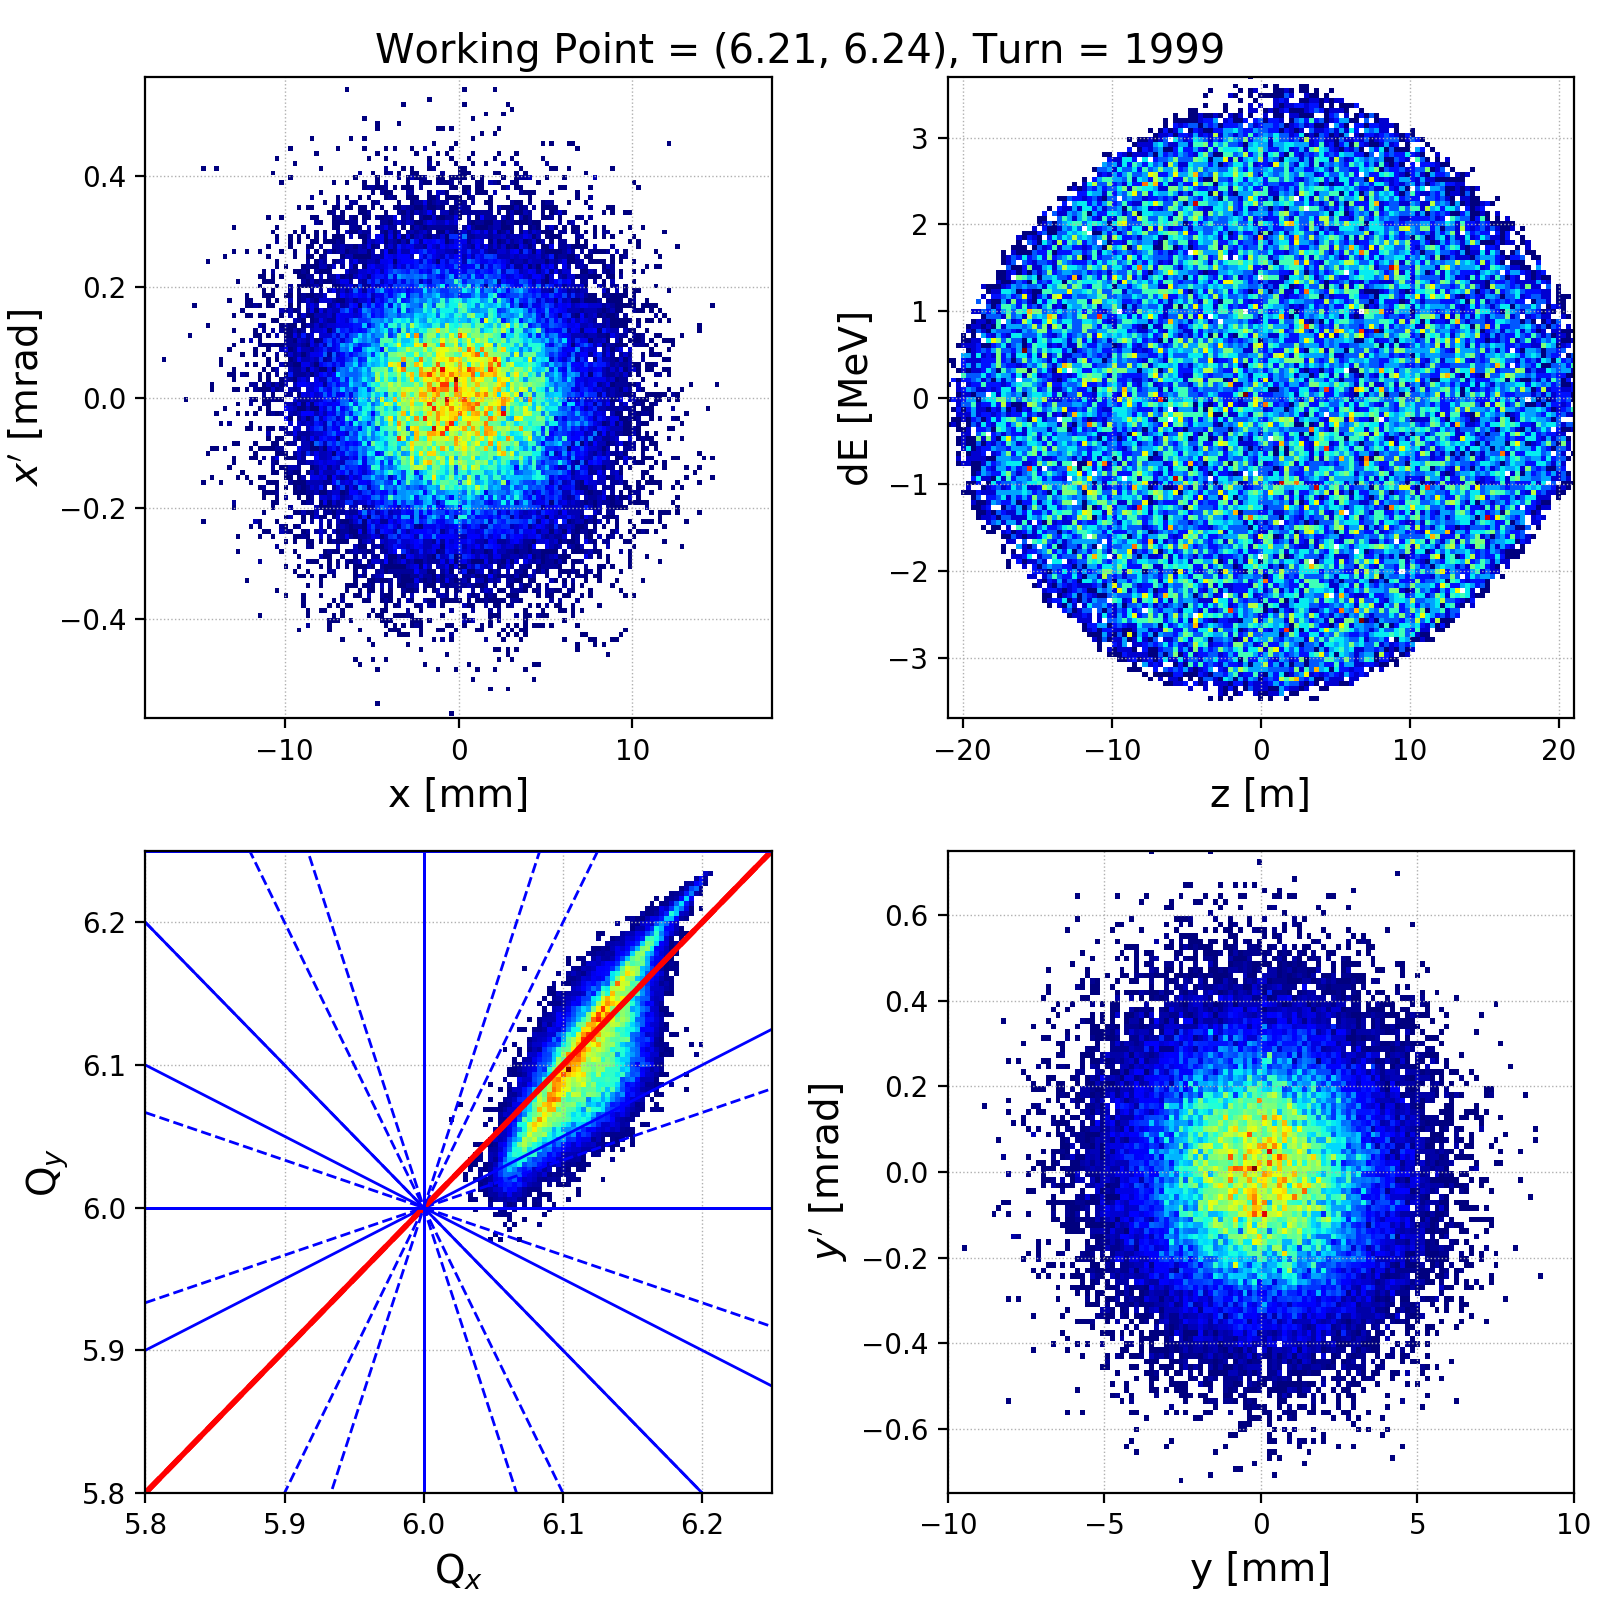 Working Point = (6.21, 6.24), Turn = 1999
0.4
0.2
0.0
−0.2
−0.4
x′ [mrad]
−10 0 10
x [mm]
3
2
1
0
−1
−2
−3
dE [MeV]
−20 −10 0 10 20
z [m]
6.2
6.1
6.0
5.9
5.8
Qy
5.8 5.9 6.0 6.1 6.2
Qx
0.6
0.4
0.2
0.0
−0.2
−0.4
−0.6
y′ [mrad]
−10 −5 0 5 10
y [mm]